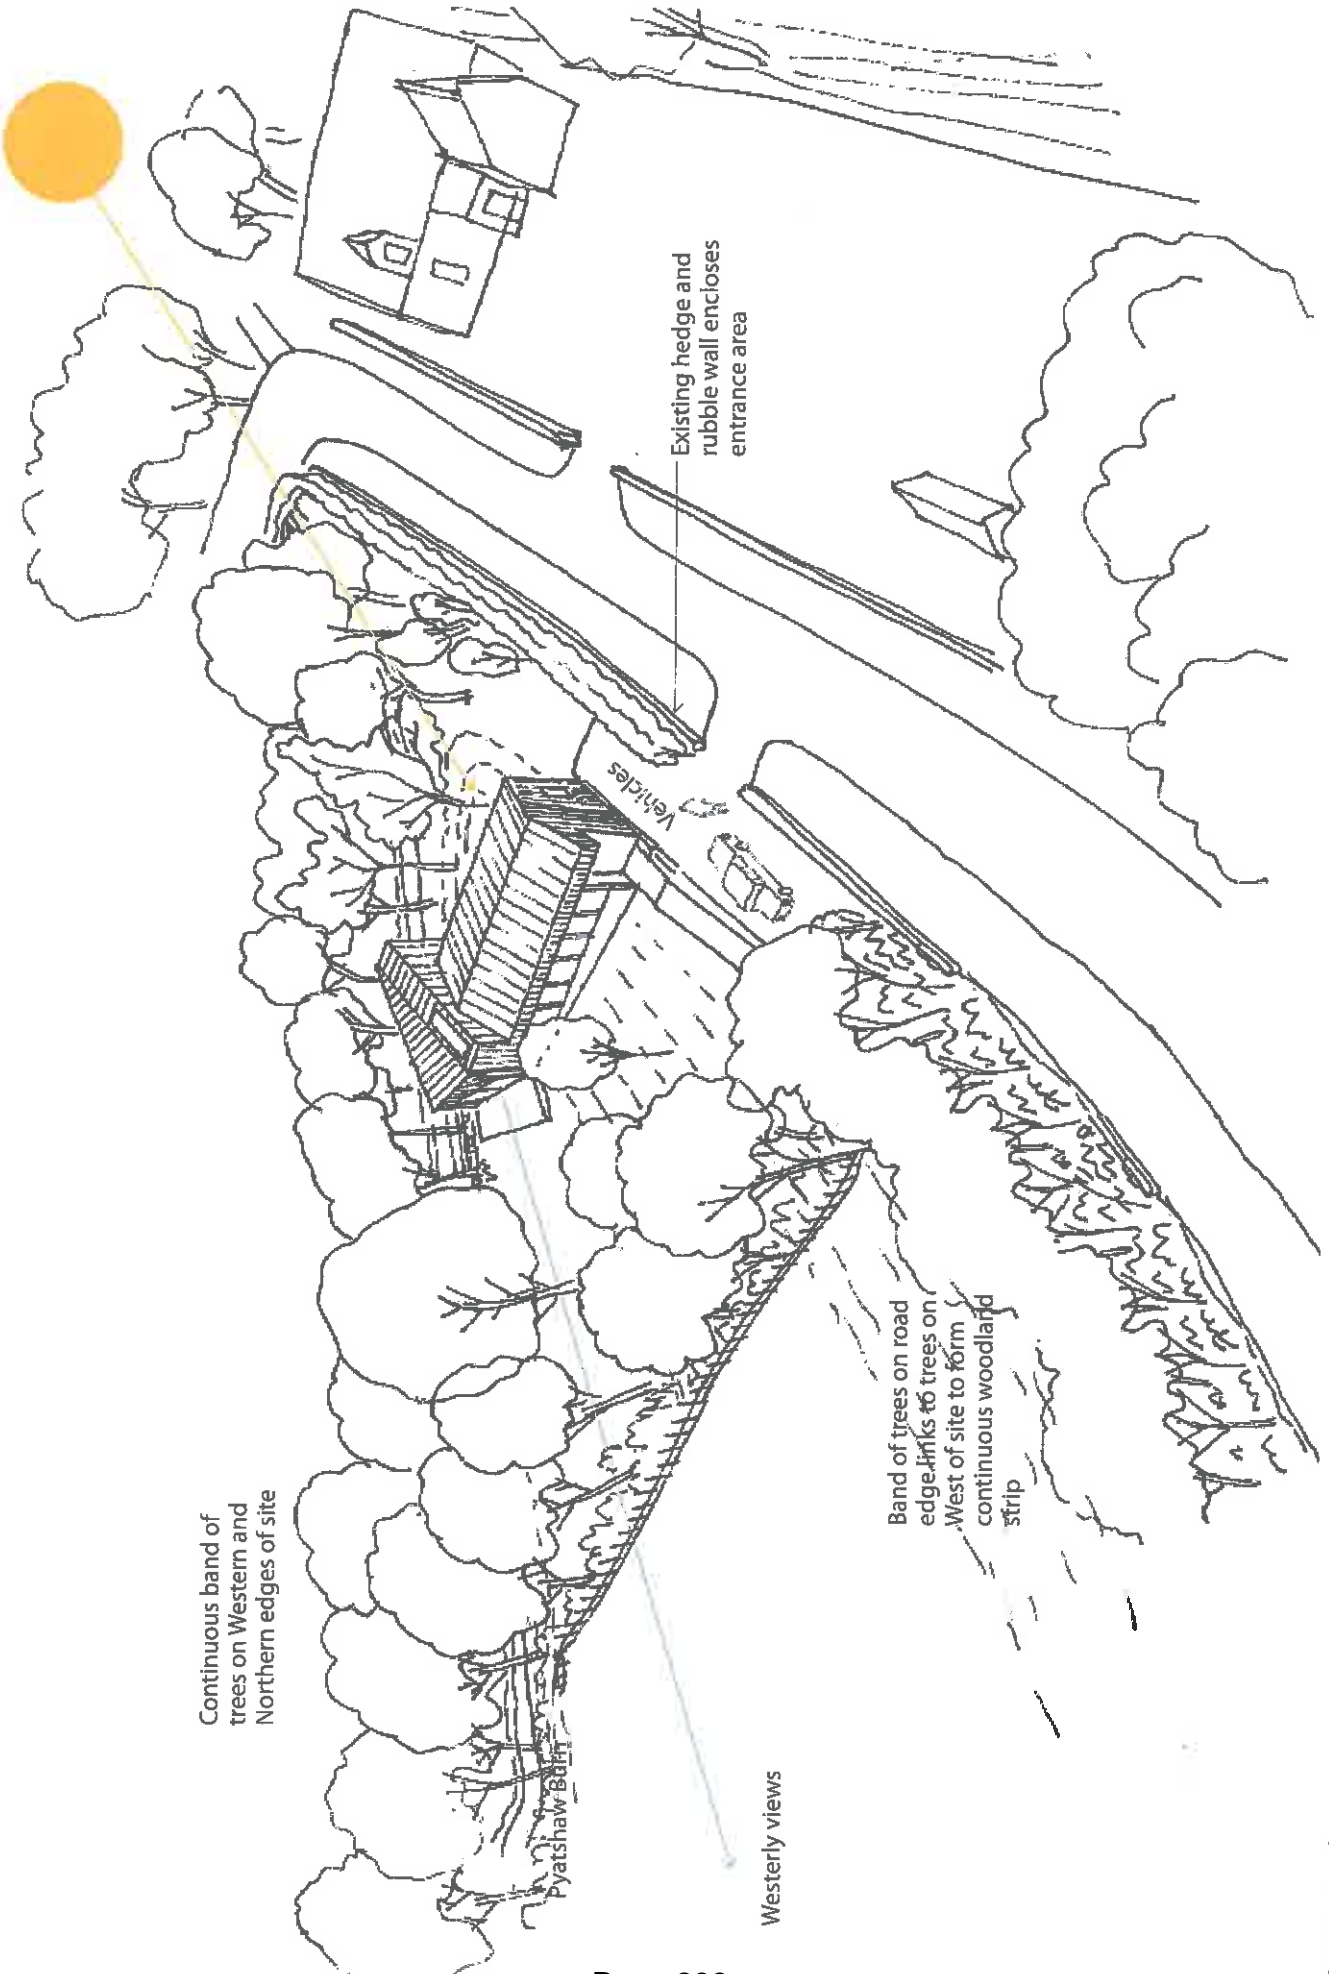 Continuous band of
trees on Western and
Northern edges of site
Pyatshaw Burn
Westerly views
Band of trees on road
edge links to trees on
West of site to form
continuous woodland
strip
Vehicles
Existing hedge and
rubble wall encloses
entrance area